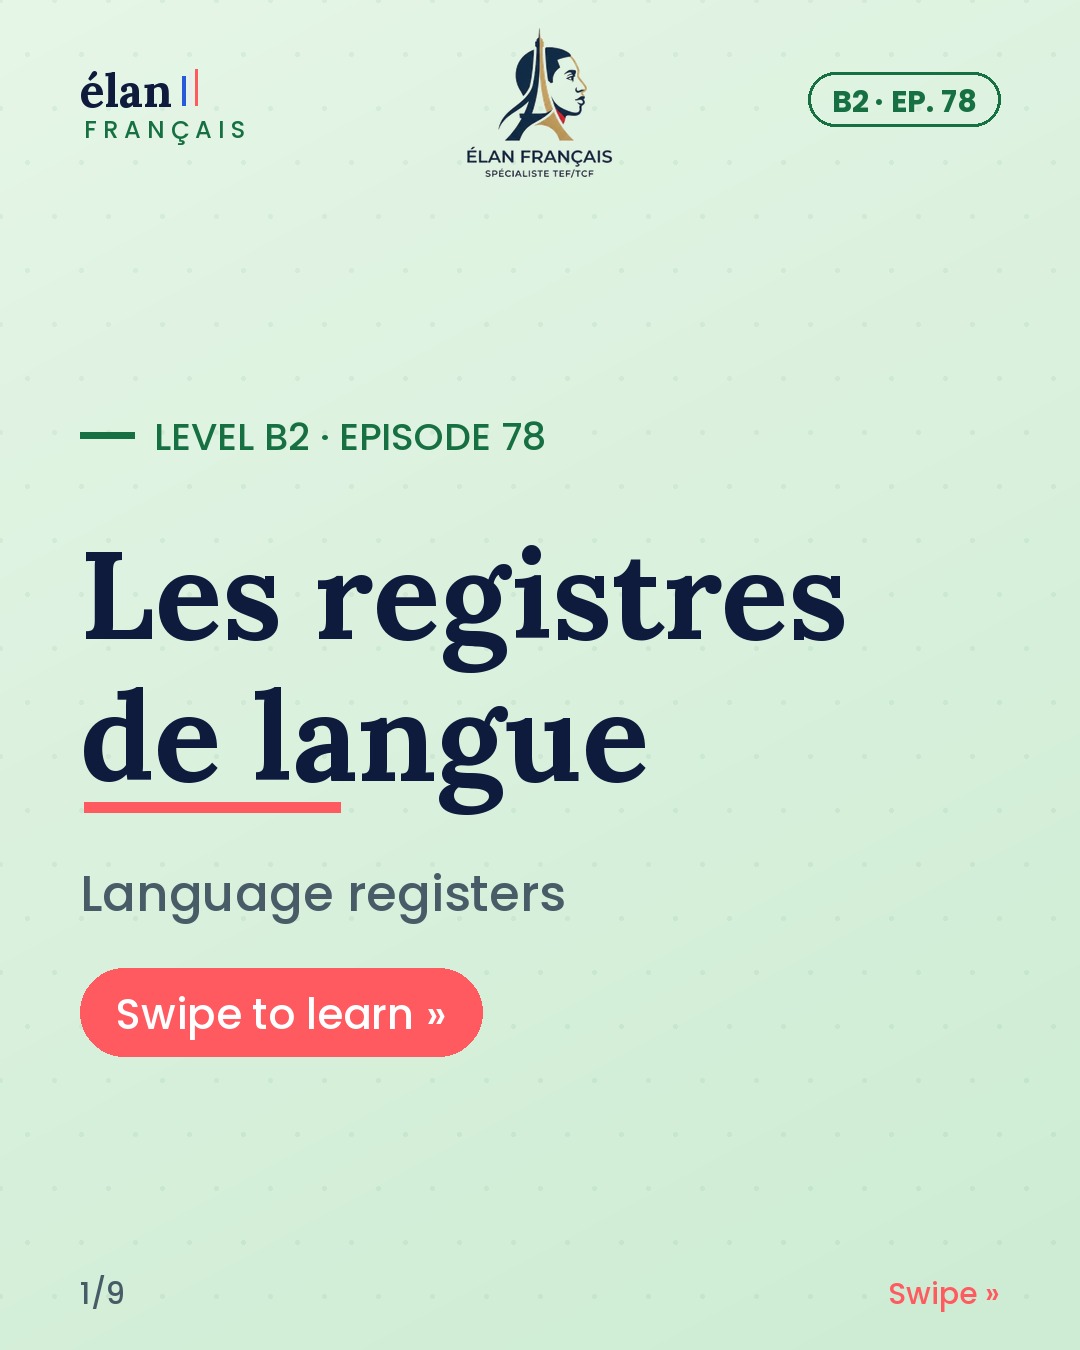 élan
FRANÇAIS
ÉLAN FRANÇAIS
SPÉCIALISTE TEF/TCF
B2 · EP. 78
LEVEL B2 · EPISODE 78
Les registres
de langue
Language registers
Swipe to learn »
1/9
Swipe »